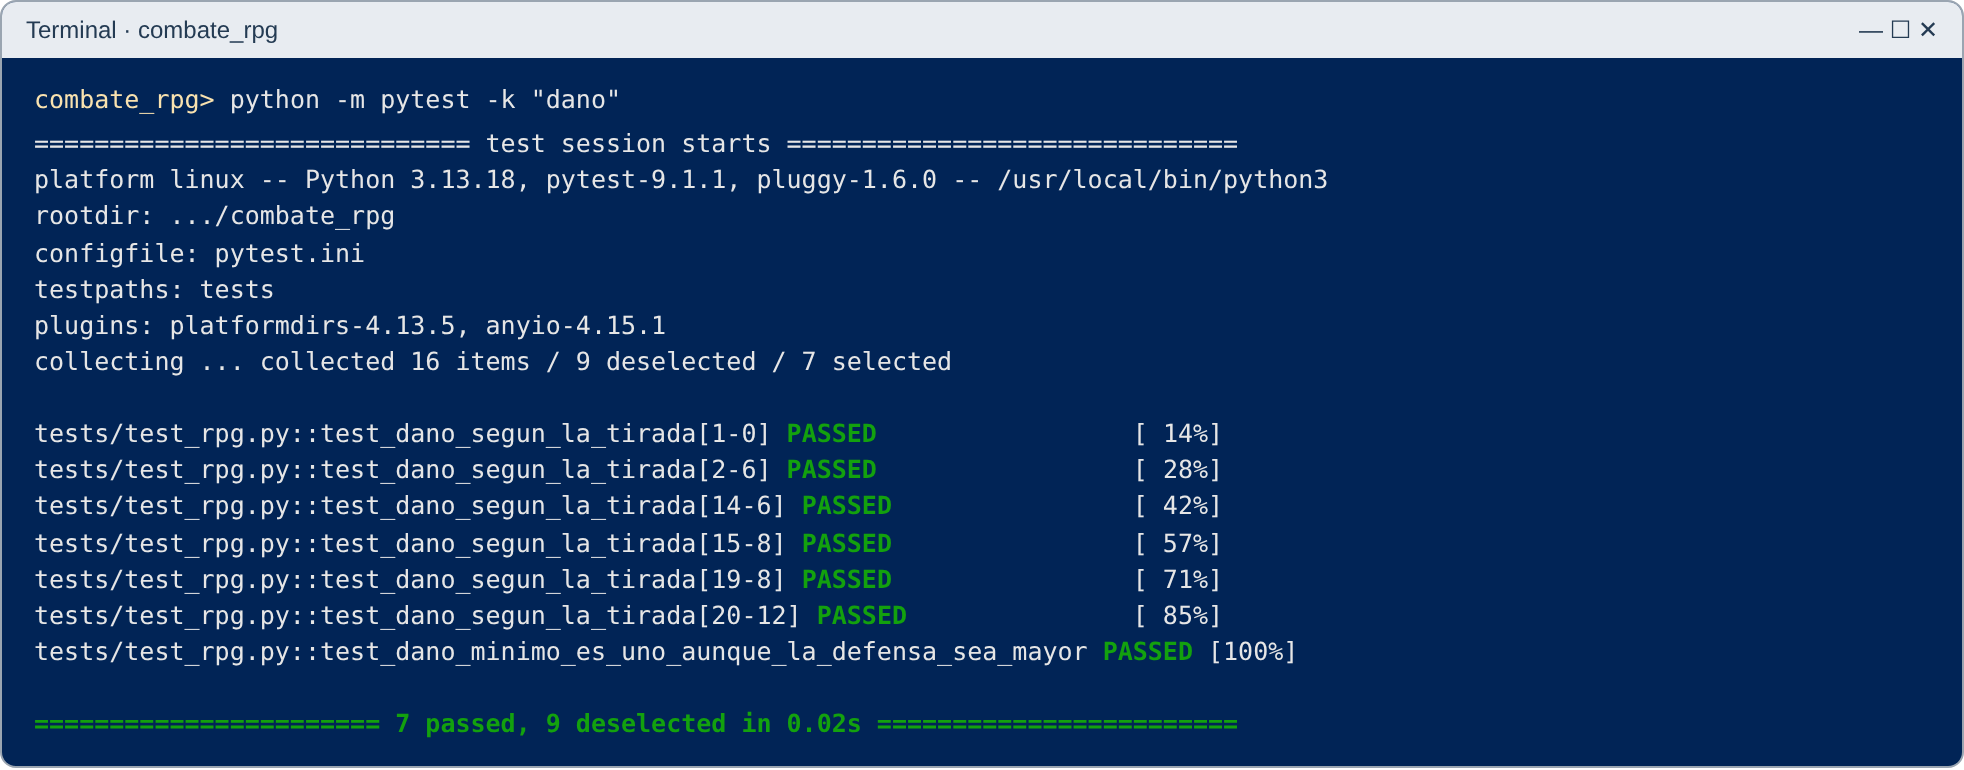 Terminal · combate_rpg
combate_rpg> python -m pytest -k "dano"
============================= test session starts ==============================
platform linux -- Python 3.13.18, pytest-9.1.1, pluggy-1.6.0 -- /usr/local/bin/python3
rootdir: .../combate_rpg
configfile: pytest.ini
testpaths: tests
plugins: platformdirs-4.13.5, anyio-4.15.1
collecting ... collected 16 items / 9 deselected / 7 selected
tests/test_rpg.py::test_dano_segun_la_tirada[1-0] PASSED                 [ 14%]
tests/test_rpg.py::test_dano_segun_la_tirada[2-6] PASSED                 [ 28%]
tests/test_rpg.py::test_dano_segun_la_tirada[14-6] PASSED                [ 42%]
tests/test_rpg.py::test_dano_segun_la_tirada[15-8] PASSED                [ 57%]
tests/test_rpg.py::test_dano_segun_la_tirada[19-8] PASSED                [ 71%]
tests/test_rpg.py::test_dano_segun_la_tirada[20-12] PASSED               [ 85%]
tests/test_rpg.py::test_dano_minimo_es_uno_aunque_la_defensa_sea_mayor PASSED [100%]
======================= 7 passed, 9 deselected in 0.02s ========================